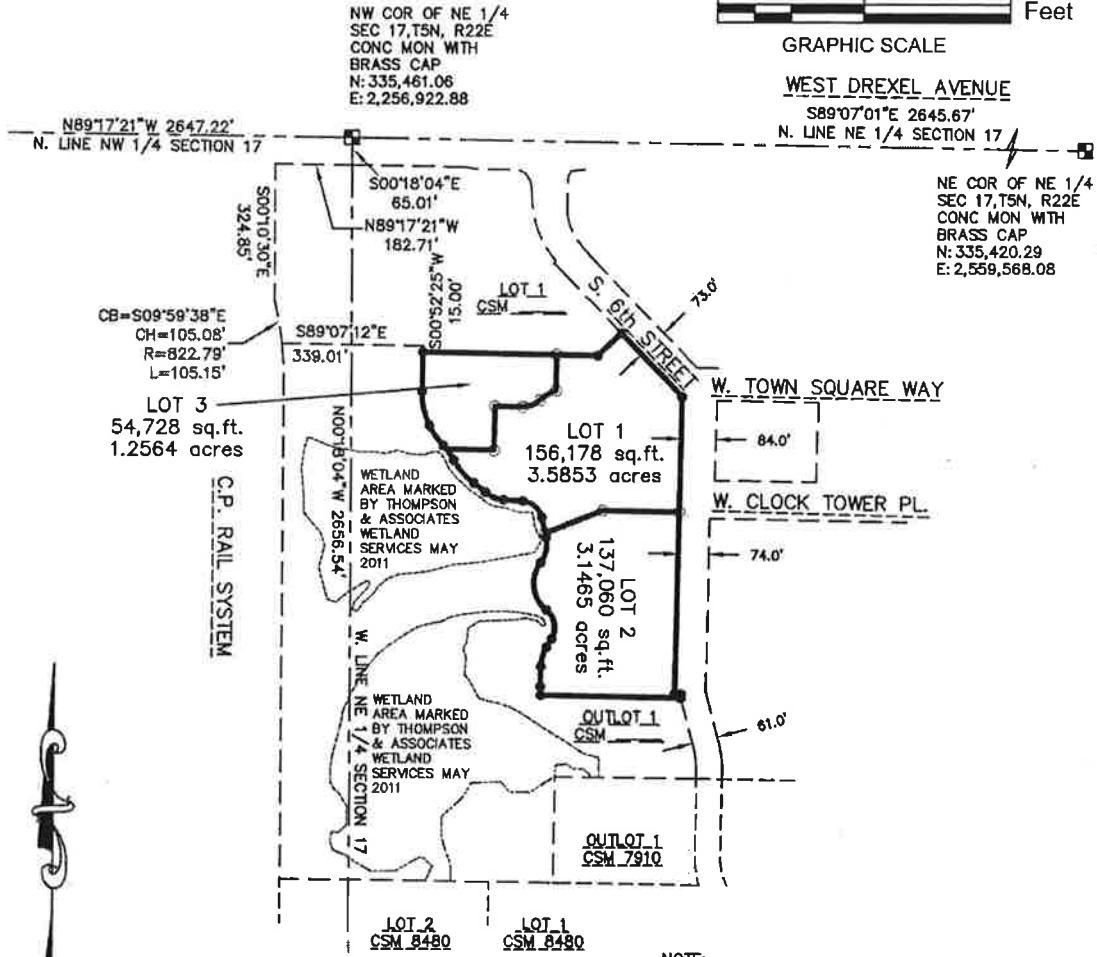 NW COR OF NE 1/4
SEC 17,T5N, R22E
CONC MON WITH
BRASS CAP
N: 335,461.06
E: 2,256,922.88
Feet
GRAPHIC SCALE
WEST DREXEL AVENUE
S89°07'01"E 2645.67'
N. LINE NE 1/4 SECTION 17
N89°17'21"W 2647.22'
N. LINE NW 1/4 SECTION 17
NE COR OF NE 1/4
SEC 17,T5N, R22E
CONC MON WITH
BRASS CAP
N: 335,420.29
E: 2,559,568.08
S00°18'04"E
65.01'
N89°17'21"W
182.71'
S00°10'30"E
324.85'
S00°52'25"W
15.00'
LOT 1
CSM
S. 6th STREET
73.0'
CB=S09°59'38"E
CH=105.08'
R=822.79'
L=105.15'
S89°07'12"E
339.01'
LOT 3
54,728 sq.ft.
1.2564 acres
W. TOWN SQUARE WAY
84.0'
LOT 1
156,178 sq.ft.
3.5853 acres
W. CLOCK TOWER PL.
74.0'
C.P. RAIL SYSTEM
N00°18'04"W 2656.54'
WETLAND
AREA MARKED
BY THOMPSON
& ASSOCIATES
WETLAND
SERVICES MAY
2011
LOT 2
137,060 sq.ft.
3.1465 acres
W. LINE NE 1/4 SECTION 17
WETLAND
AREA MARKED
BY THOMPSON
& ASSOCIATES
WETLAND
SERVICES MAY
2011
OUTLOT 1
CSM
61.0'
OUTLOT 1
CSM 7910
LOT 2
CSM 8480
LOT 1
CSM 8480
NOTE: